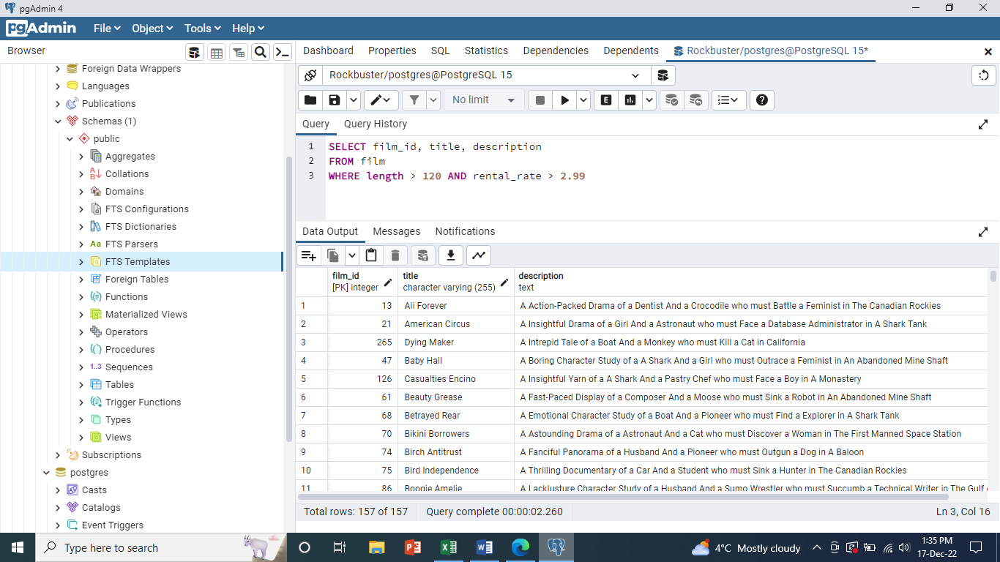 pgAdmin 4
pgAdmin File Object Tools Help
Browser
Dashboard Properties SQL Statistics Dependencies Dependents Rockbuster/postgres@PostgreSQL 15*
Foreign Data Wrappers
Languages
Publications
Schemas (1)
public
Aggregates
Collations
Domains
FTS Configurations
FTS Dictionaries
Aa FTS Parsers
FTS Templates
Foreign Tables
Functions
Materialized Views
Operators
Procedures
1..3 Sequences
Tables
Trigger Functions
Types
Views
Subscriptions
postgres
Casts
Catalogs
Event Triggers
Rockbuster/postgres@PostgreSQL 15
No limit
E
Query Query History
1 SELECT film_id, title, description
2 FROM film
3 WHERE length > 120 AND rental_rate > 2.99
Data Output Messages Notifications
film_id title description
[PK] integer character varying (255) text
1 13 Ali Forever A Action-Packed Drama of a Dentist And a Crocodile who must Battle a Feminist in The Canadian Rockies
2 21 American Circus A Insightful Drama of a Girl And a Astronaut who must Face a Database Administrator in A Shark Tank
3 265 Dying Maker A Intrepid Tale of a Boat And a Monkey who must Kill a Cat in California
4 47 Baby Hall A Boring Character Study of a A Shark And a Girl who must Outrace a Feminist in An Abandoned Mine Shaft
5 126 Casualties Encino A Insightful Yarn of a A Shark And a Pastry Chef who must Face a Boy in A Monastery
6 61 Beauty Grease A Fast-Paced Display of a Composer And a Moose who must Sink a Robot in An Abandoned Mine Shaft
7 68 Betrayed Rear A Emotional Character Study of a Boat And a Pioneer who must Find a Explorer in A Shark Tank
8 70 Bikini Borrowers A Astounding Drama of a Astronaut And a Cat who must Discover a Woman in The First Manned Space Station
9 74 Birch Antitrust A Fanciful Panorama of a Husband And a Pioneer who must Outgun a Dog in A Baloon
10 75 Bird Independence A Thrilling Documentary of a Car And a Student who must Sink a Hunter in The Canadian Rockies
11 86 Boogie Amelie A Lacklusture Character Study of a Husband And a Sumo Wrestler who must Succumb a Technical Writer in The Gulf
Total rows: 157 of 157 Query complete 00:00:02.260 Ln 3, Col 16
Type here to search
4°C Mostly cloudy
1:35 PM
17-Dec-22